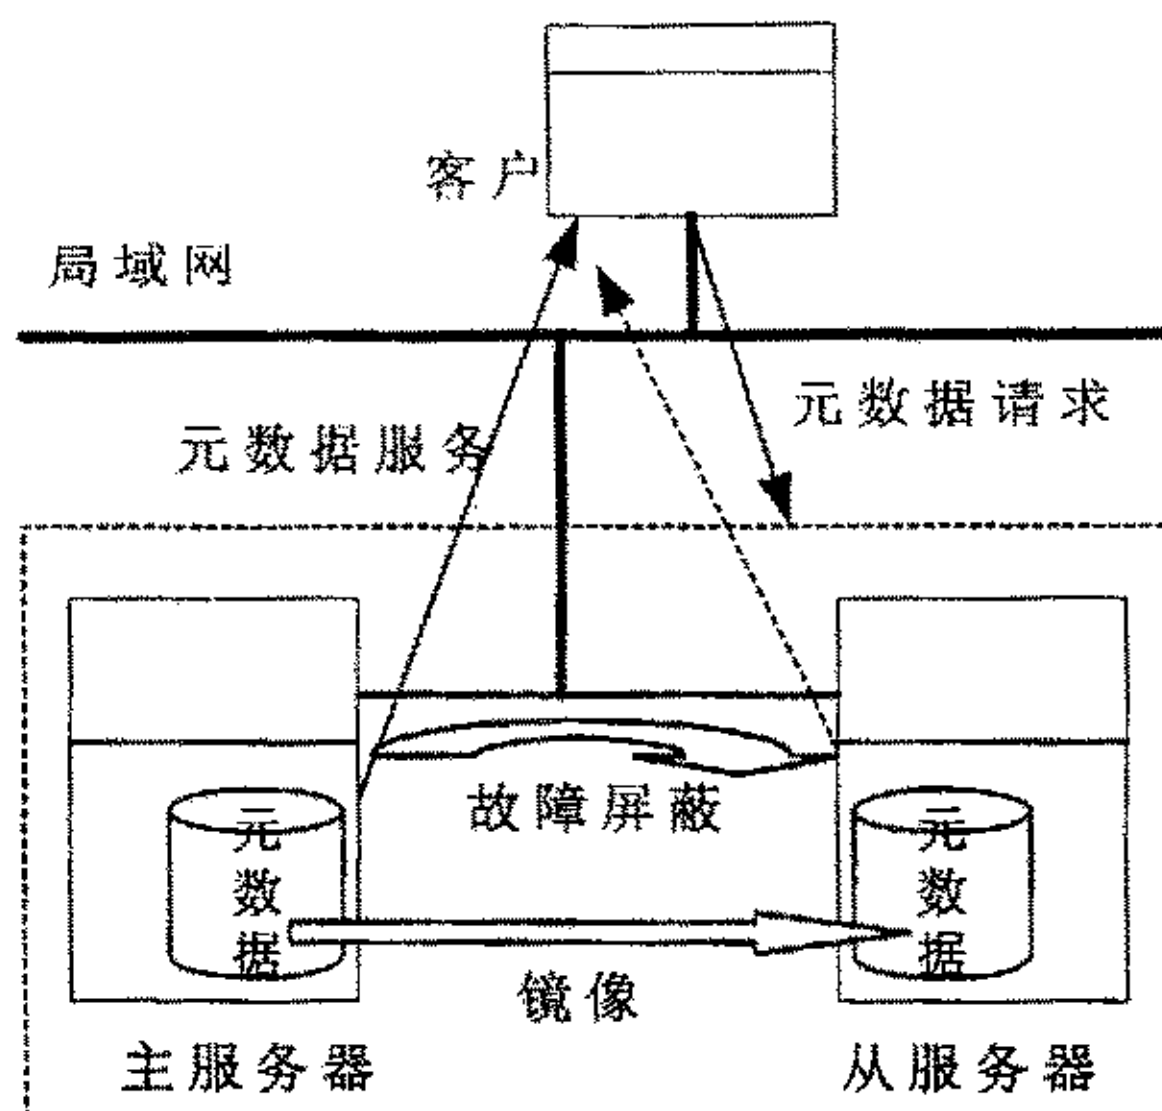 客户
局域网
元数据请求
元数据服务
故障屏蔽
元数据
元数据
镜像
主服务器
从服务器